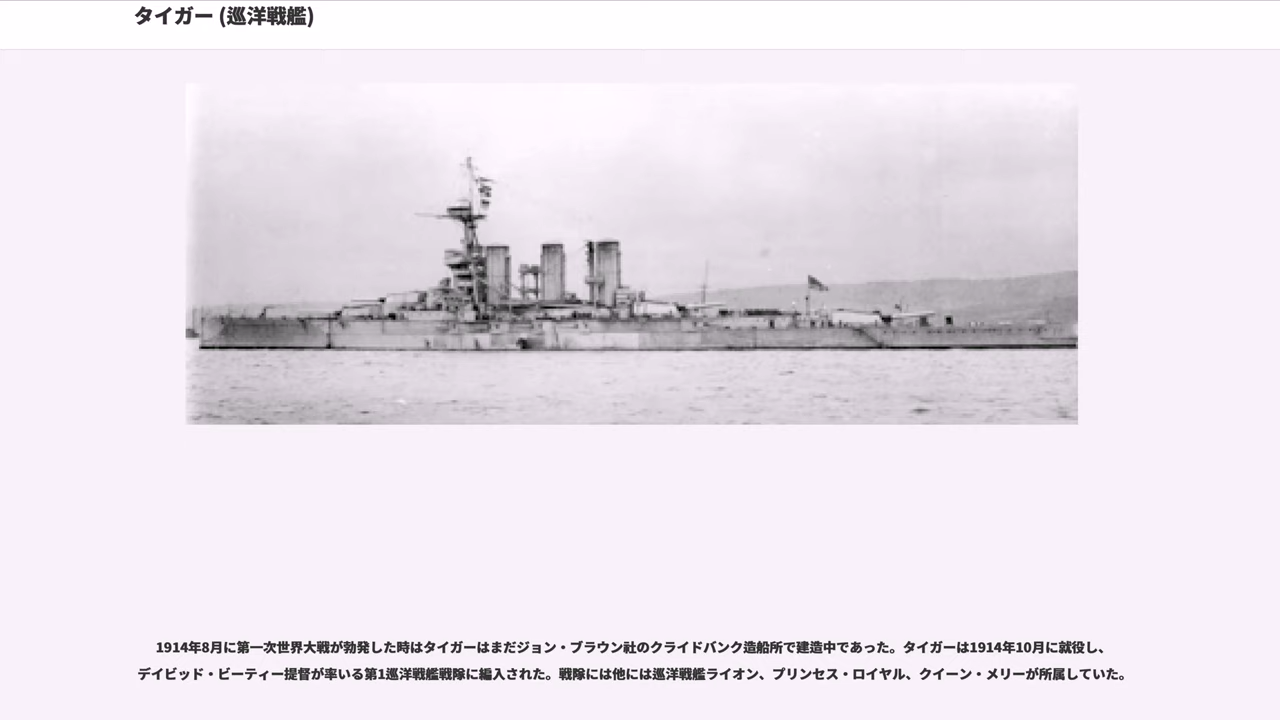 タイガー (巡洋戦艦)
1914年8月に第一次世界大戦が勃発した時はタイガーはまだジョン・ブラウン社のクライドバンク造船所で建造中であった。タイガーは1914年10月に就役し、
デイビッド・ビーティー提督が率いる第1巡洋戦艦戦隊に編入された。戦隊には他には巡洋戦艦ライオン、プリンセス・ロイヤル、クイーン・メリーが所属していた。